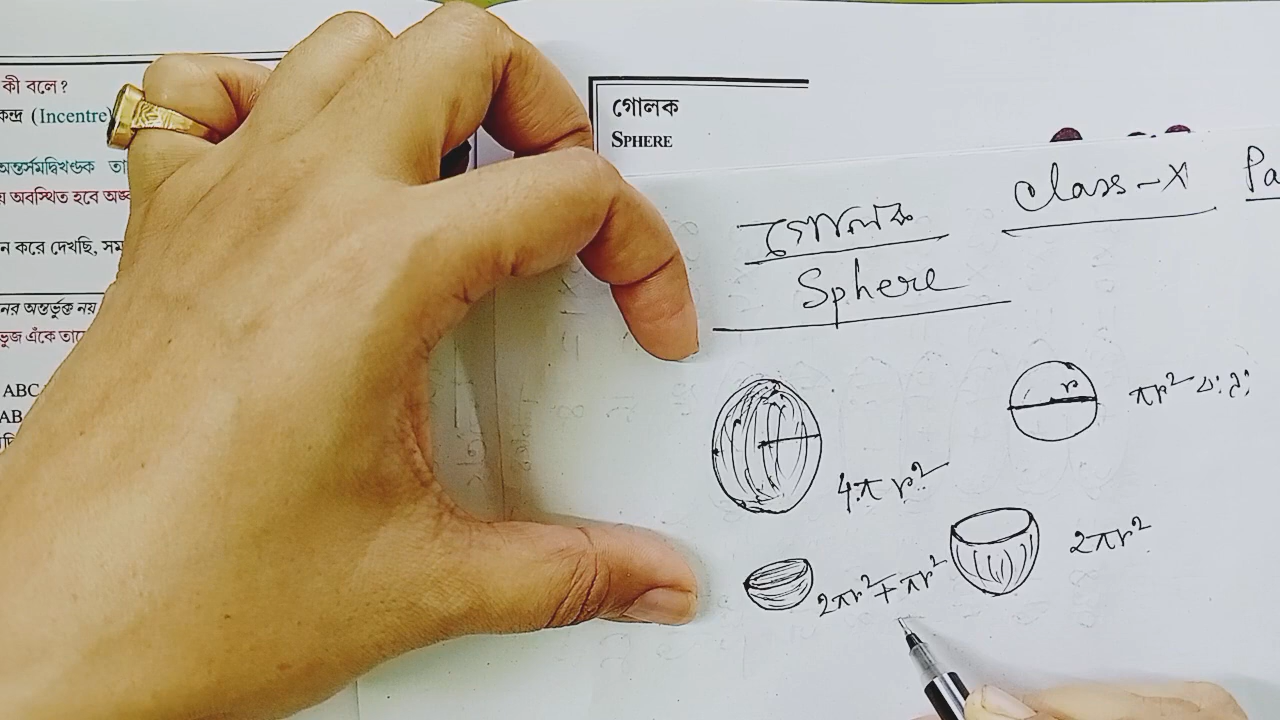 কী বলে?
(Incentre)
অন্তর্সমদ্বিখণ্ডক তা
অবস্থিত হবে অন্ত
ন করে দেখছি, সম
নর অন্তর্ভুক্ত নয়
ভুজ এঁকে তাদে
ABC
AB
গোলক
SPHERE
গোলক
Class-X
Pa
Sphere
r
πr²
4πr²
2πr²
2πr²+πr²